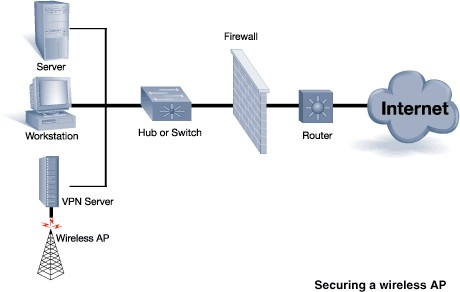 Firewall
Server
Internet
Workstation
Hub or Switch
Router
VPN Server
Wireless AP
Securing a wireless AP